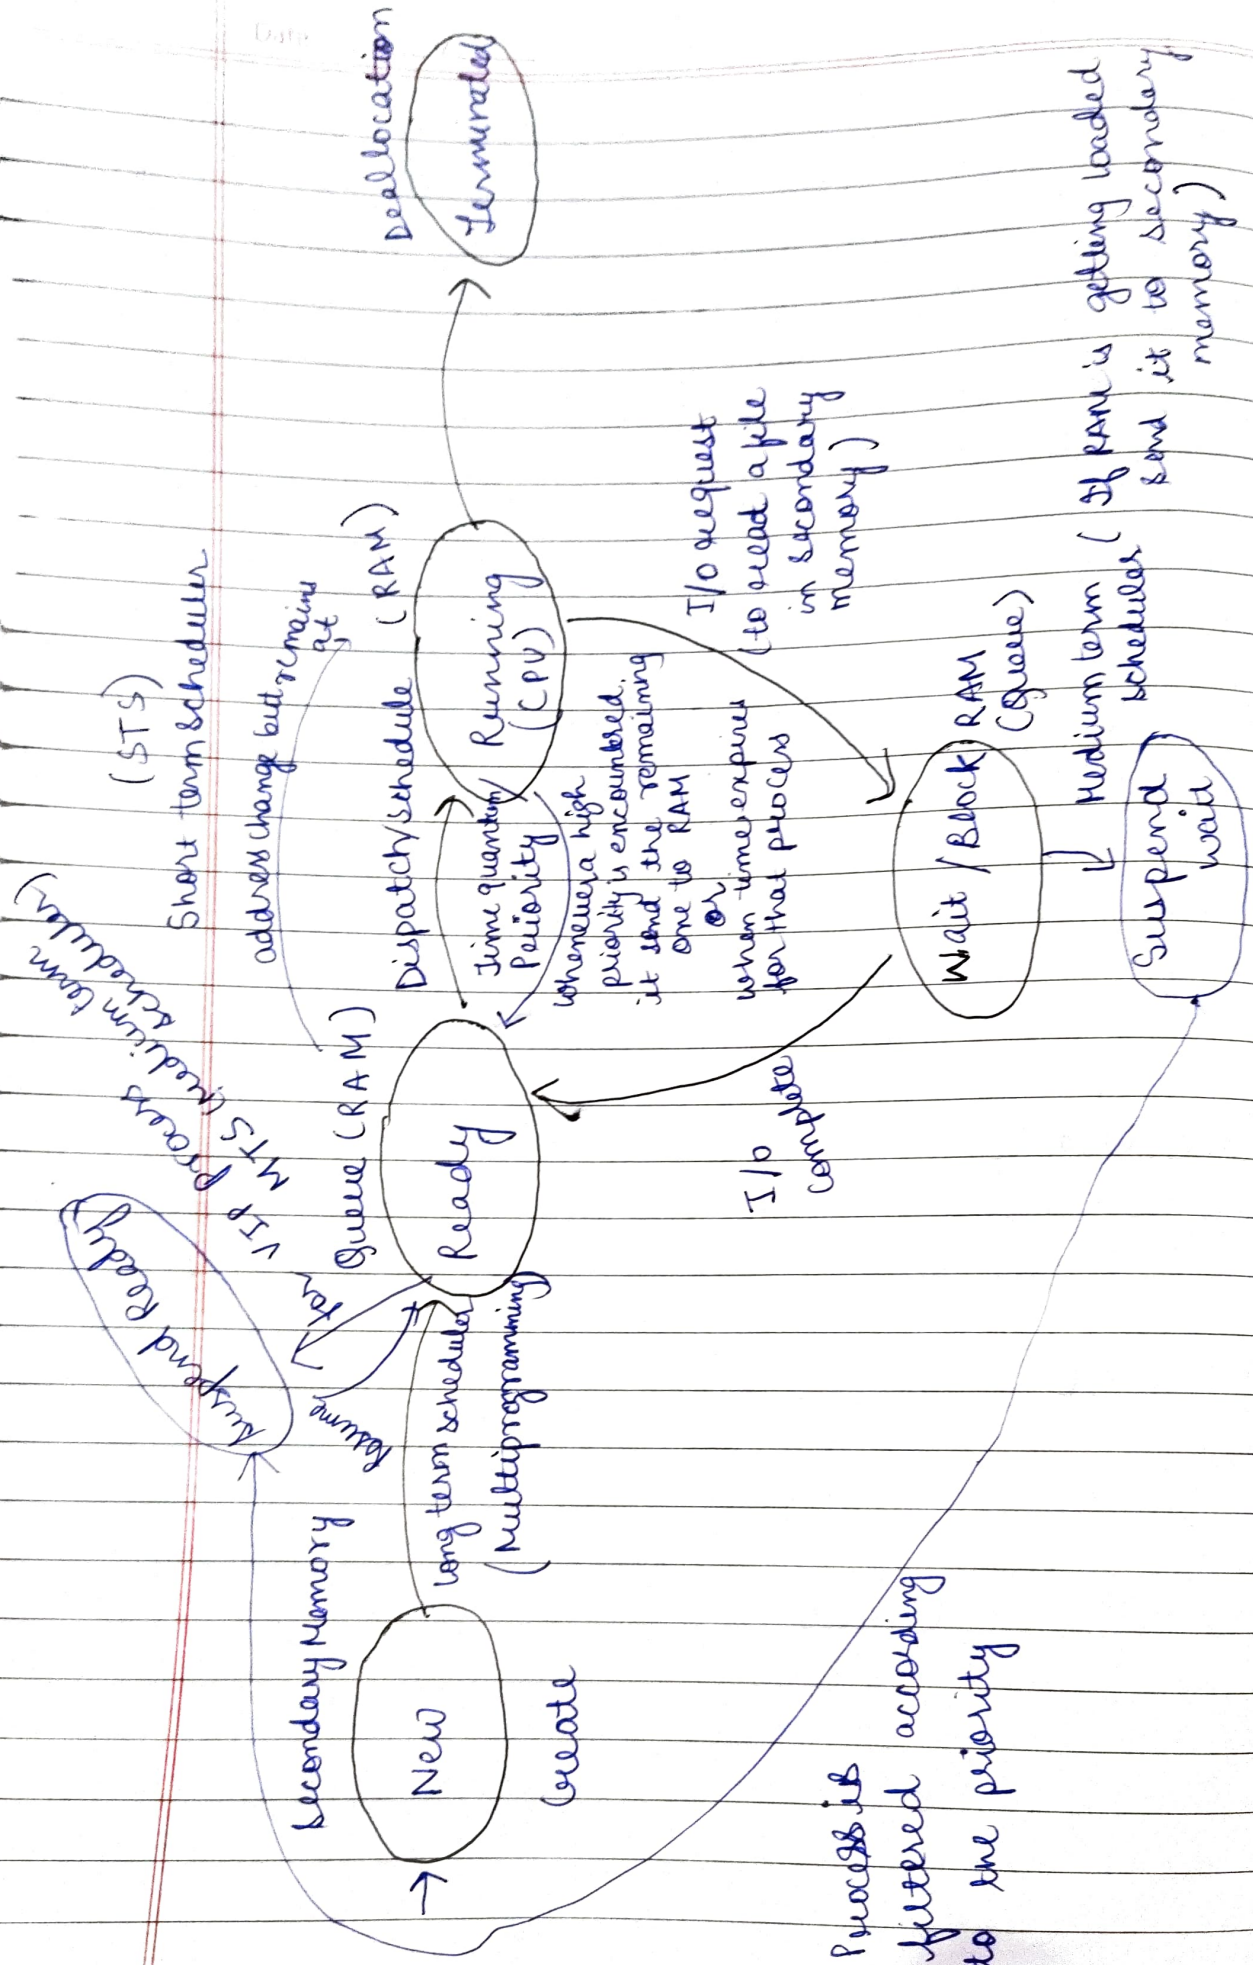 Date
(STS)
Short term scheduler
address change but remains
at
(RAM)
Deallocation
Terminated
Running
(CPU)
Dispatch/schedule
Time quantum/
Priority
whenever a high
priority is encountered.
it send the remaining
one to RAM
or
when time expires
for that process
I/O request
(to read a file
in secondary
memory)
VIP process
MTS (medium term
scheduler)
for
Suspend Ready
Resume
Queue (RAM)
Ready
long term scheduler
(Multiprogramming)
Secondary Memory
New
Create
I/O
complete
Wait / Block
RAM
(Queue)
Medium term
scheduler
(If RAM is getting loaded
send it to secondary
memory)
Suspend
wait
Process is
filtered according
to the priority